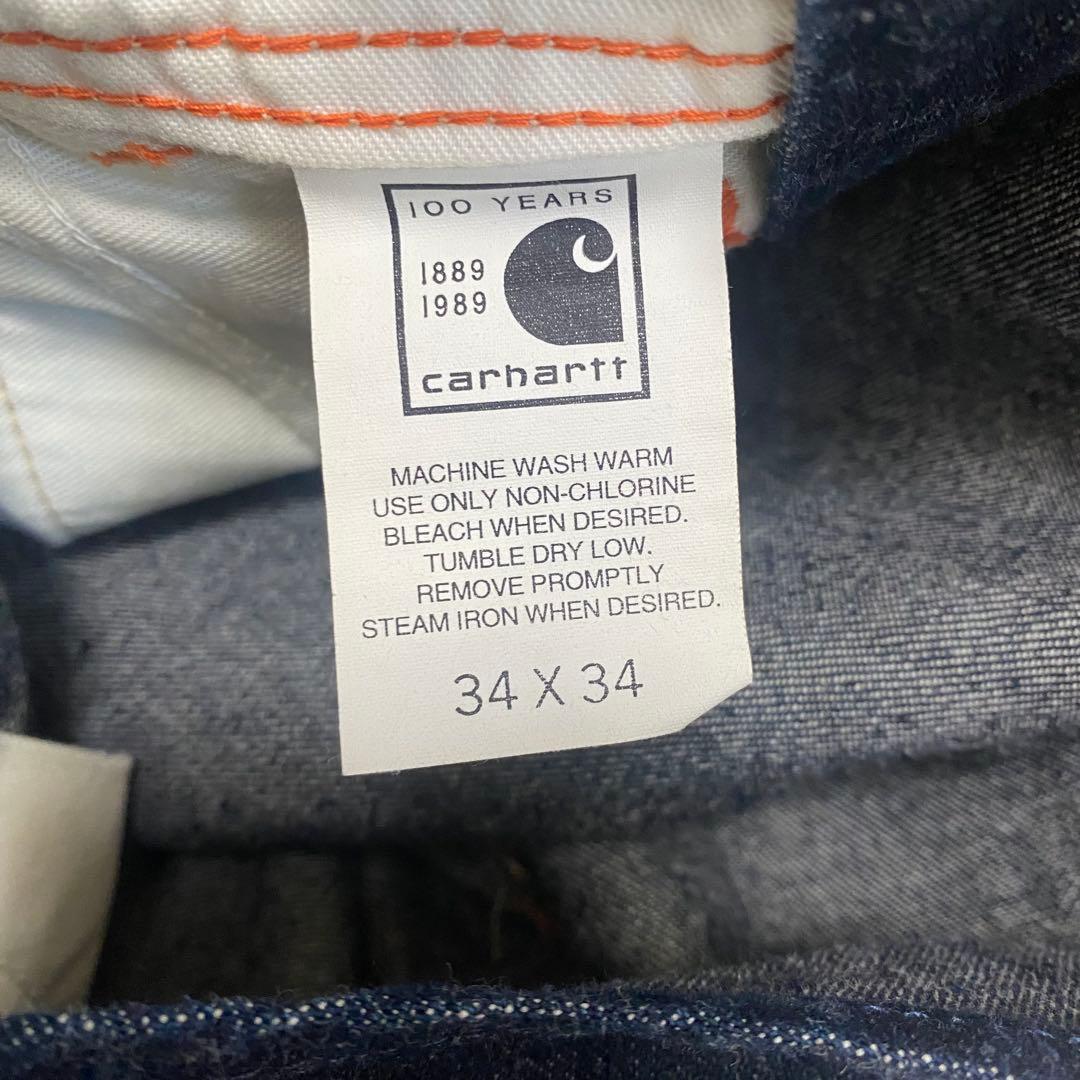 100 YEARS
1889
1989
carhartt
MACHINE WASH WARM
USE ONLY NON-CHLORINE
BLEACH WHEN DESIRED.
TUMBLE DRY LOW.
REMOVE PROMPTLY
STEAM IRON WHEN DESIRED.
34 X 34